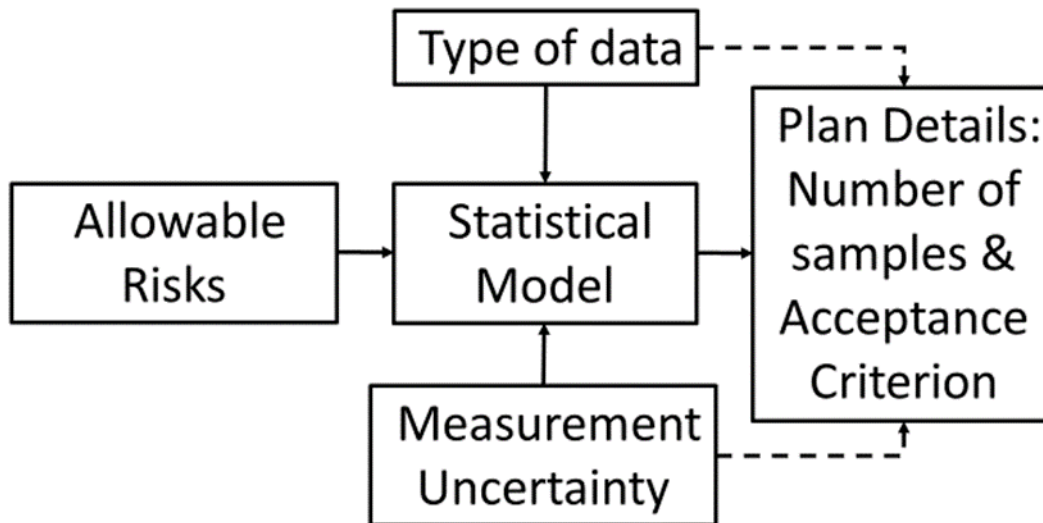 Type of data
Plan Details:
Number of
samples &
Acceptance
Criterion
Allowable
Risks
Statistical
Model
Measurement
Uncertainty